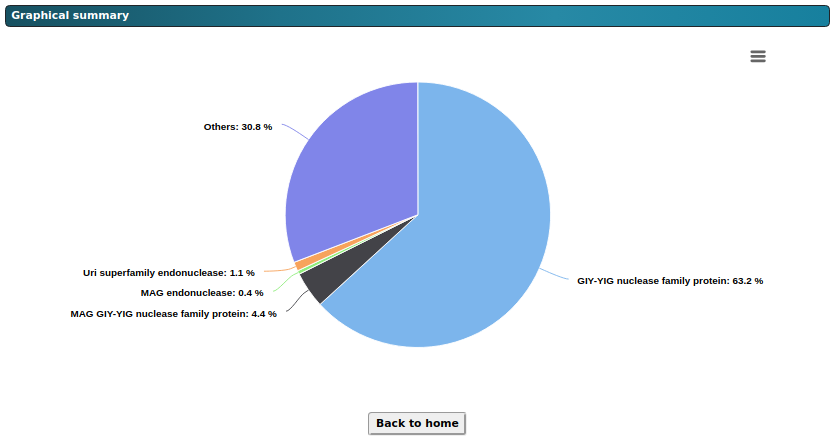 Graphical summary
Others: 30.8 %
Uri superfamily endonuclease: 1.1 %
MAG endonuclease: 0.4 %
MAG GIY-YIG nuclease family protein: 4.4 %
GIY-YIG nuclease family protein: 63.2 %
Back to home